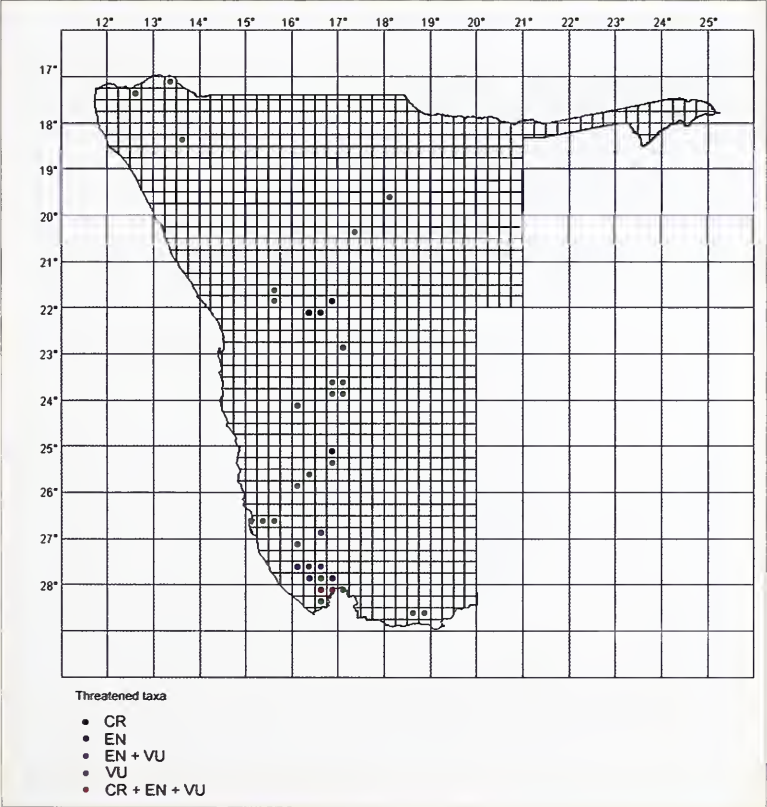 12° 13° 14° 15° 16° 17° 18° 19° 20° 21° 22° 23° 24° 25°
17°
18°
19°
20°
21°
22°
23°
24°
25°
26°
27°
28°
Threatened taxa
CR
EN
EN + VU
VU
CR + EN + VU